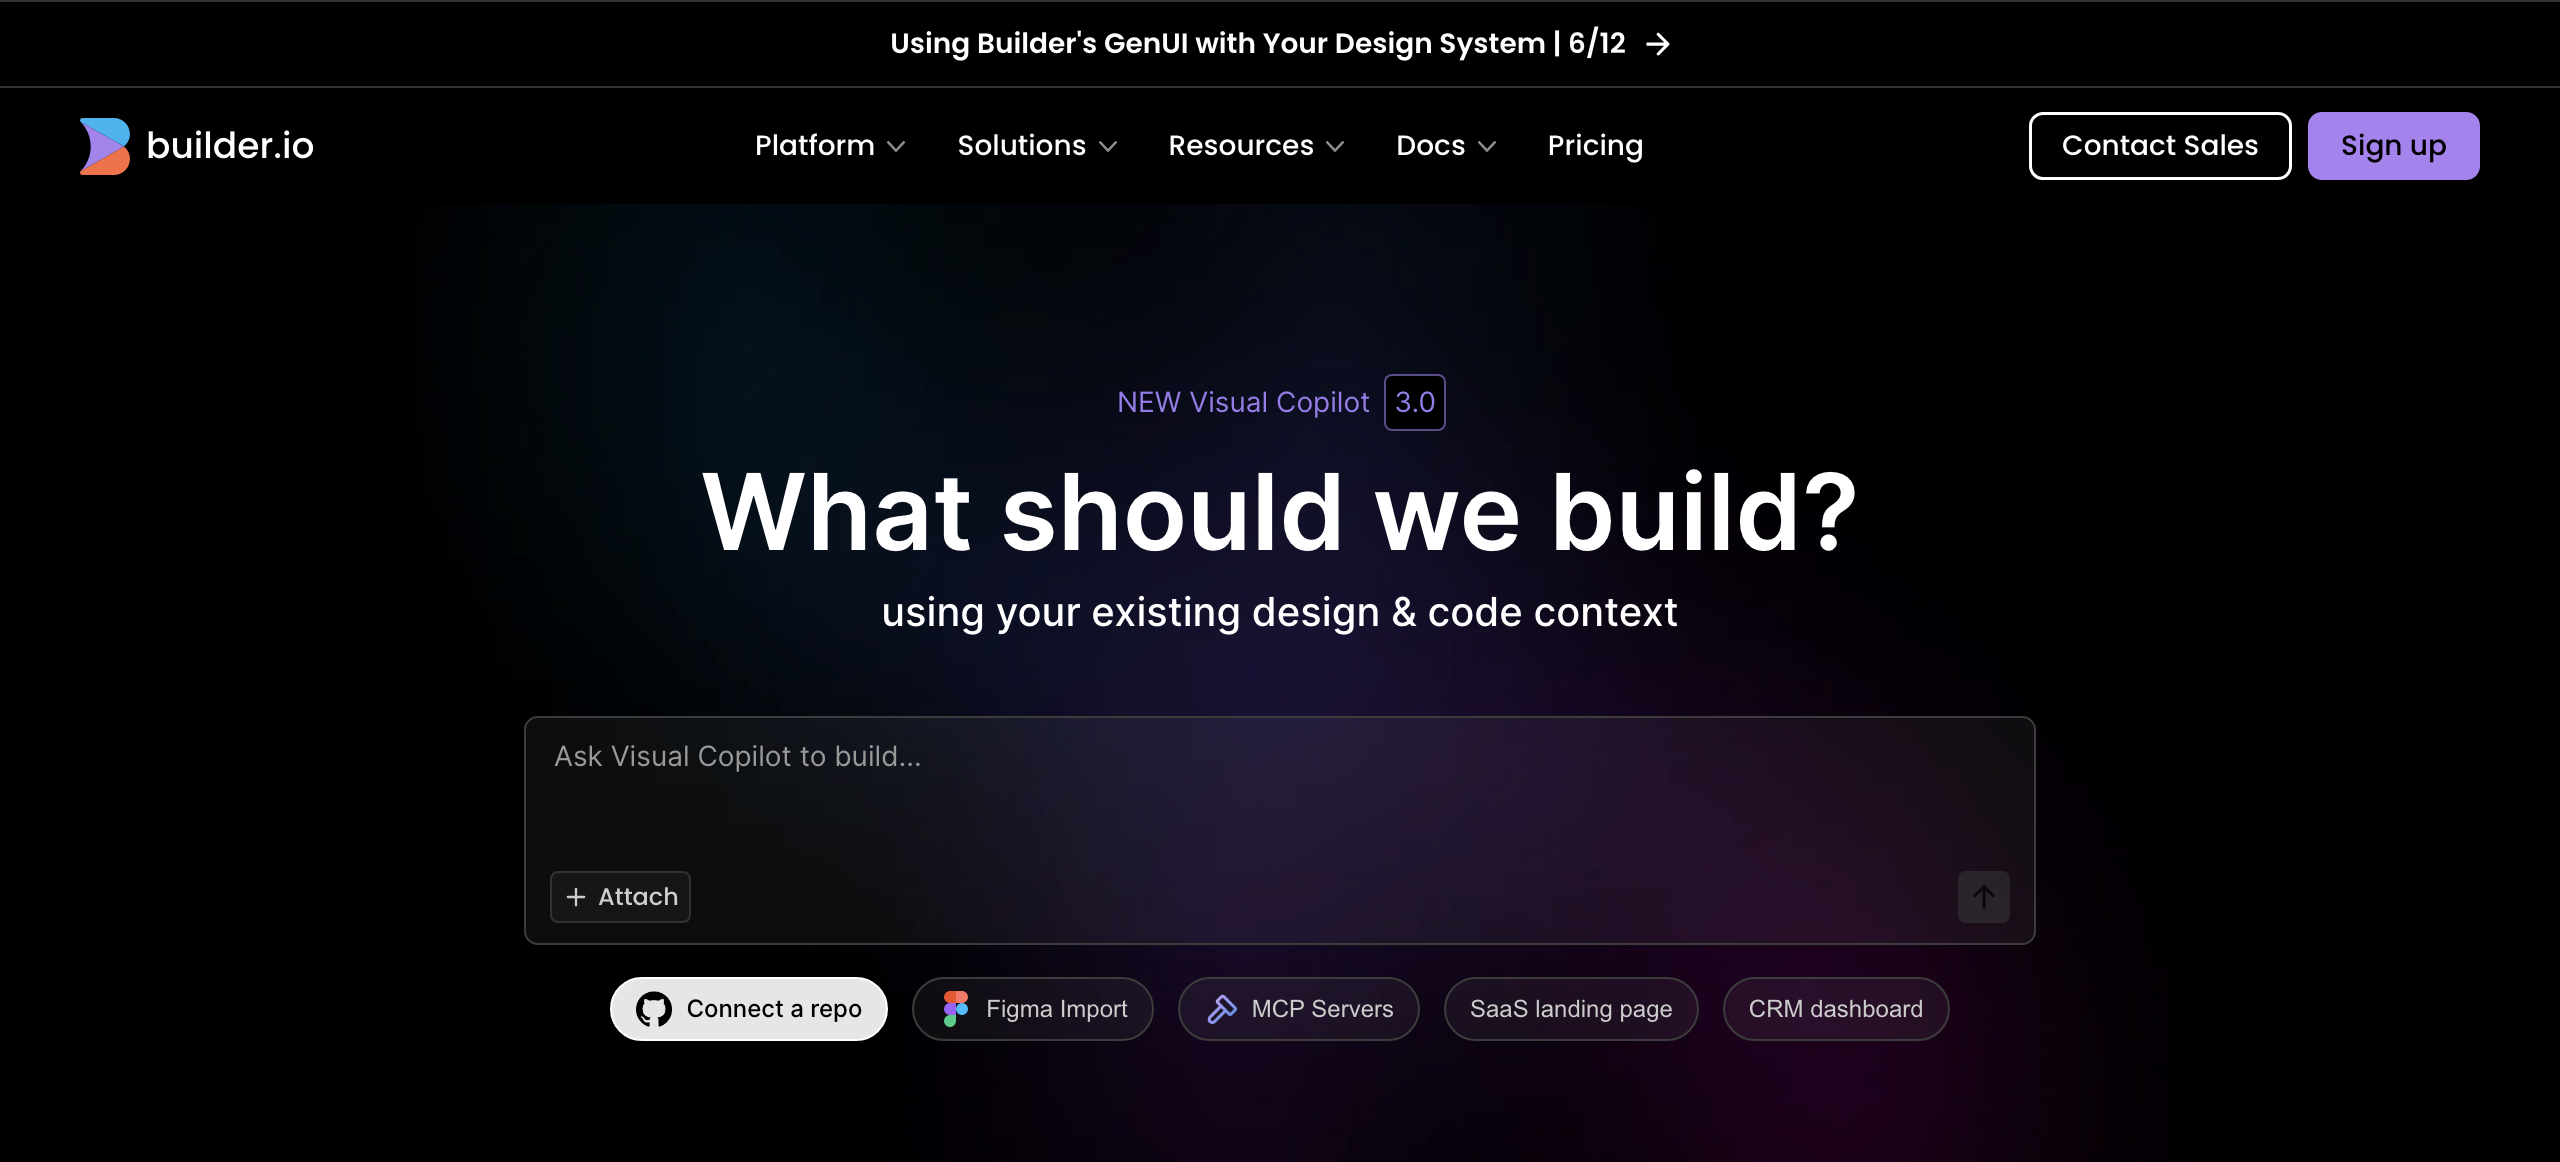 Using Builder's GenUI with Your Design System | 6/12 →
builder.io
Platform
Solutions
Resources
Docs
Pricing
Contact Sales
Sign up
NEW Visual Copilot 3.0
What should we build?
using your existing design & code context
Ask Visual Copilot to build...
+ Attach
Connect a repo
Figma Import
MCP Servers
SaaS landing page
CRM dashboard